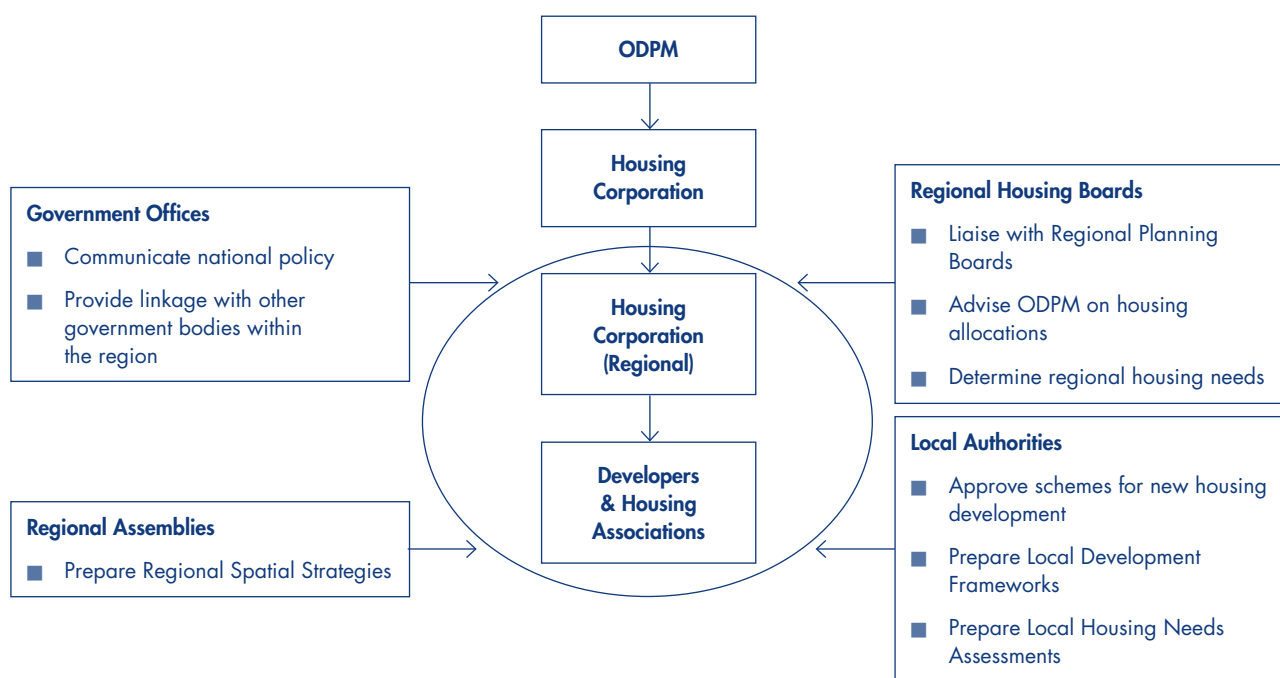 ODPM
Housing
Corporation
Government Offices
Communicate national policy
Provide linkage with other
government bodies within
the region
Regional Housing Boards
Liaise with Regional Planning
Boards
Advise ODPM on housing
allocations
Determine regional housing needs
Housing
Corporation
(Regional)
Developers
& Housing
Associations
Regional Assemblies
Prepare Regional Spatial Strategies
Local Authorities
Approve schemes for new housing
development
Prepare Local Development
Frameworks
Prepare Local Housing Needs
Assessments